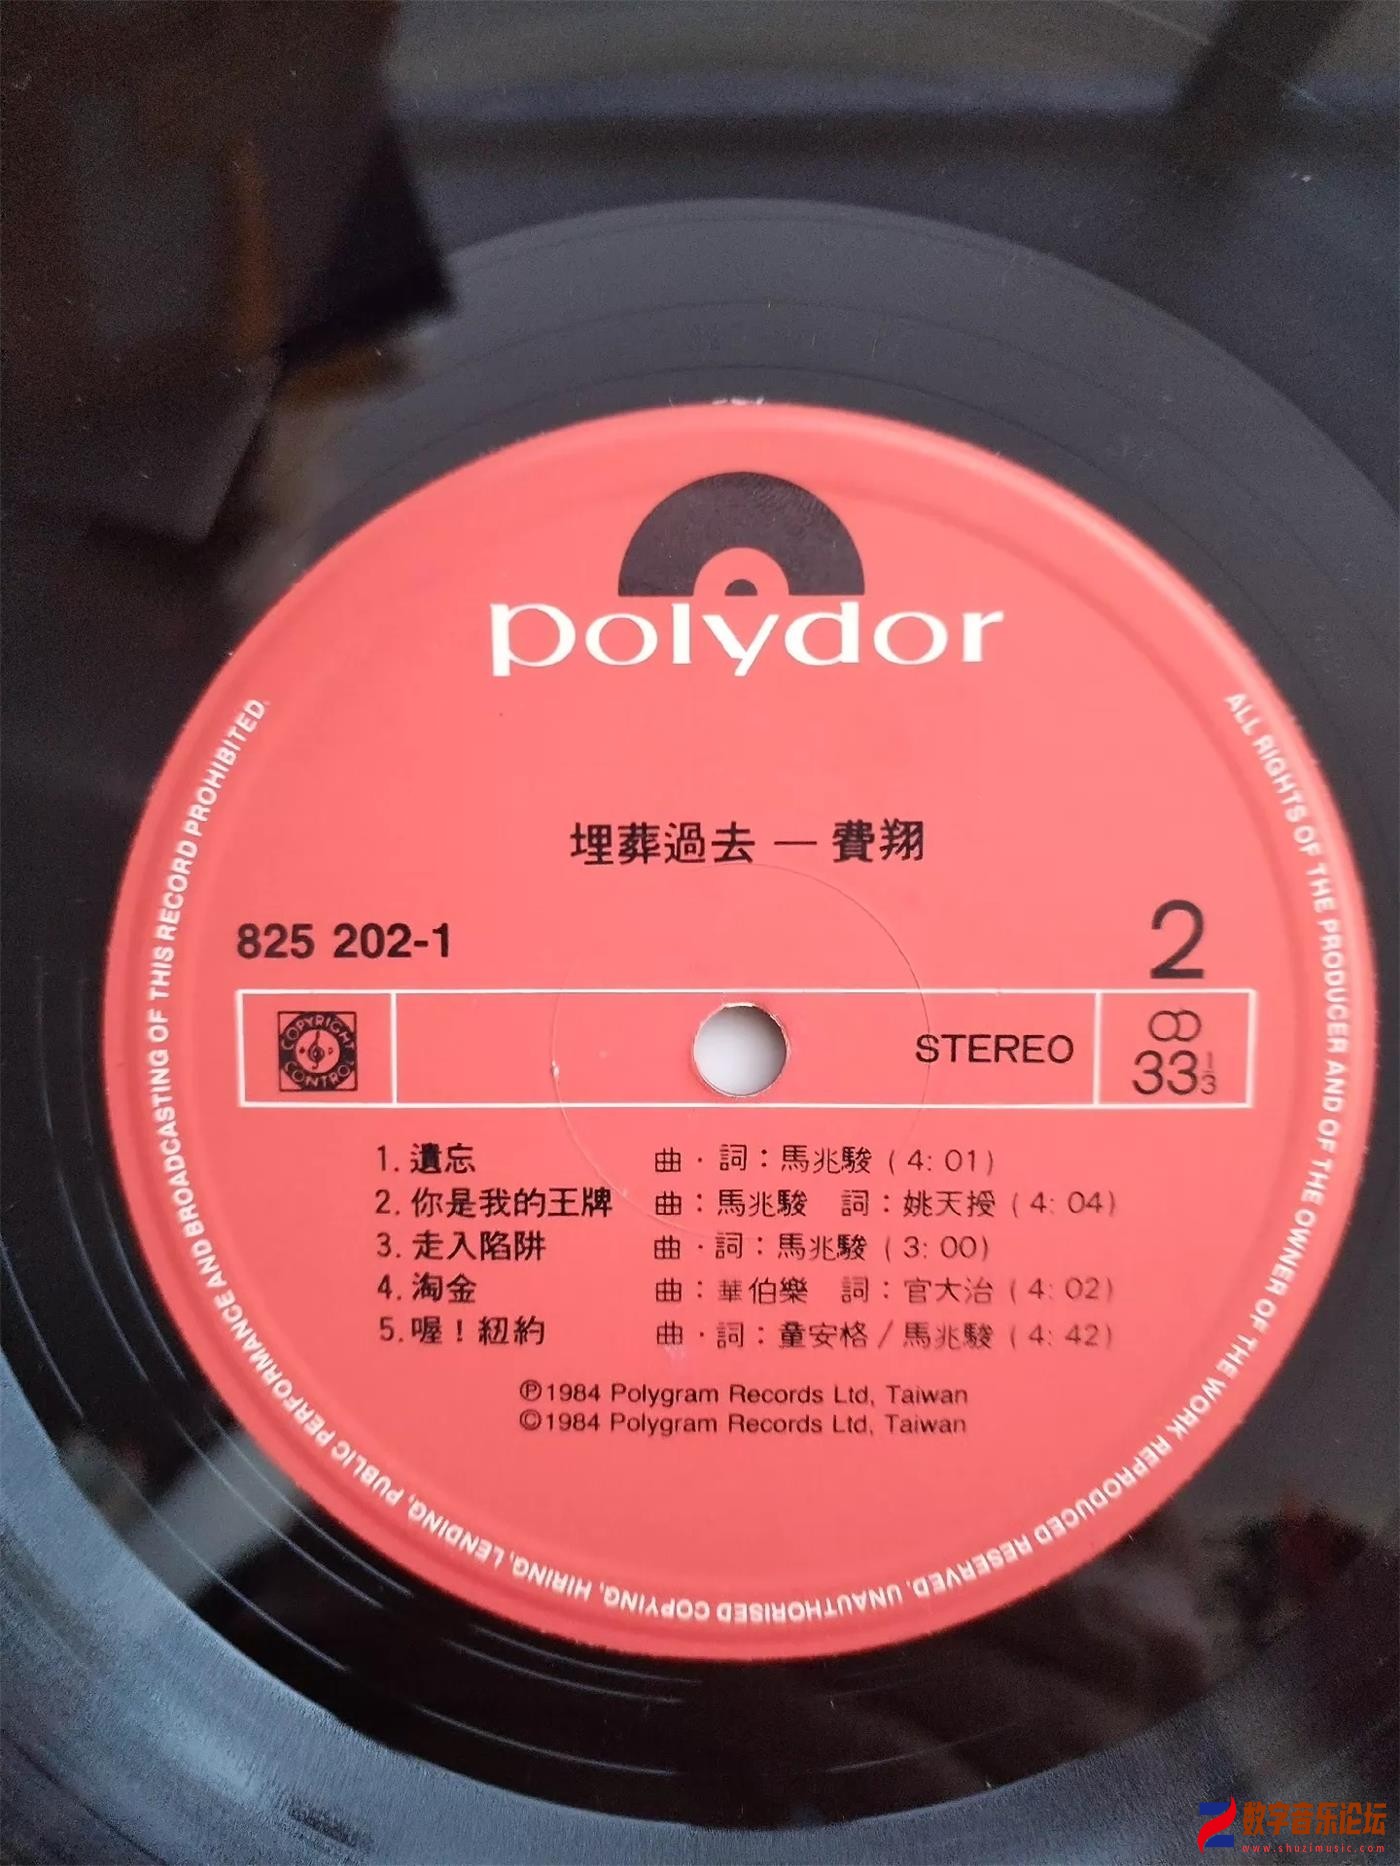 polydor
埋葬過去 — 費翔
825 202-1
2
COPYRIGHT CONTROL
STEREO
33 1/3
1. 遺忘 曲．詞：馬兆駿 ( 4: 01 )
2. 你是我的王牌 曲：馬兆駿 詞：姚天授 ( 4: 04 )
3. 走入陷阱 曲．詞：馬兆駿 ( 3: 00 )
4. 淘金 曲：華伯樂 詞：官大治 ( 4: 02 )
5. 喔！紐約 曲．詞：童安格 / 馬兆駿 ( 4: 42 )
℗1984 Polygram Records Ltd, Taiwan
©1984 Polygram Records Ltd, Taiwan
ALL RIGHTS OF THE PRODUCER AND OF THE OWNER OF THE WORK REPRODUCED RESERVED. UNAUTHORISED COPYING, HIRING, LENDING, PUBLIC PERFORMANCE AND BROADCASTING OF THIS RECORD PROHIBITED.
数字音乐论坛
www.shuzimusic.com